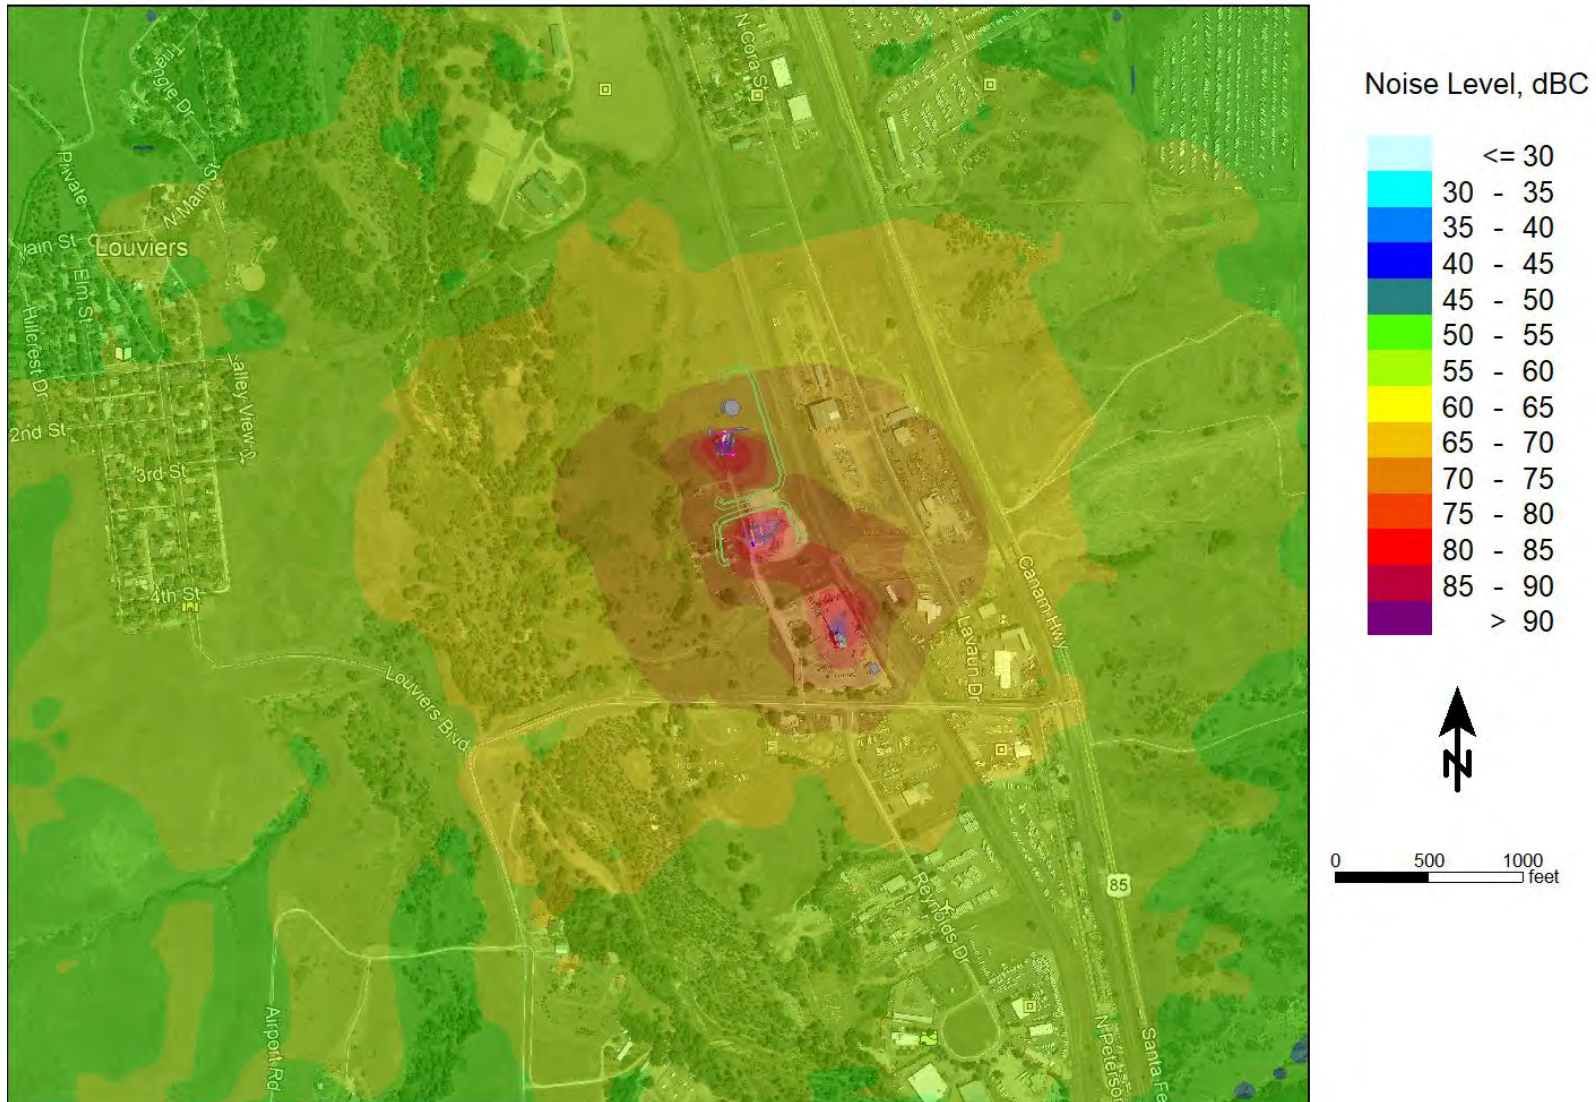 N Cora S
Triangle Dr
Private
N Main St
ain St
Louviers
Elm St
Hillcrest Dr
Valley View
2nd St
3rd St
4th St
Louviers Blvd
Canam Hwy
Lavaun Dr
85
Reynolds Dr
Airport Rd
N Peterson
Santa Fe
Noise Level, dBC
<= 30
30 - 35
35 - 40
40 - 45
45 - 50
50 - 55
55 - 60
60 - 65
65 - 70
70 - 75
75 - 80
80 - 85
85 - 90
> 90
N
0 500 1000
feet